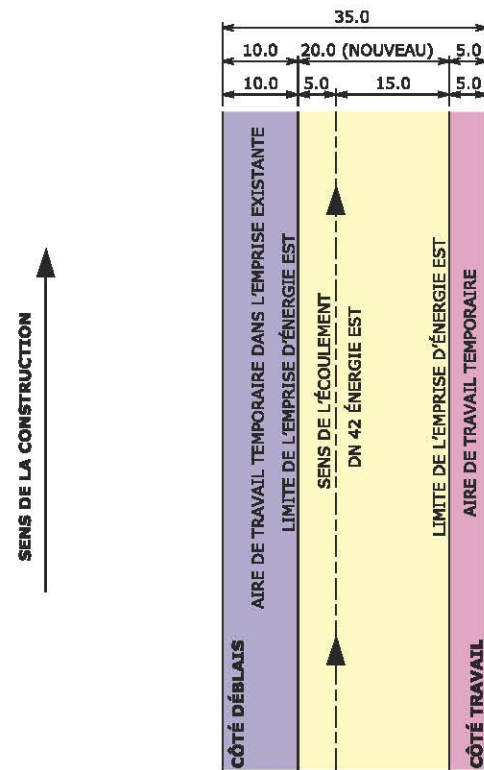 35.0
10.0 20.0 (NOUVEAU) 5.0
10.0 5.0 15.0 5.0
SENS DE LA CONSTRUCTION
CÔTÉ DÉBLAIS
AIRE DE TRAVAIL TEMPORAIRE DANS L'EMPRISE EXISTANTE
LIMITE DE L'EMPRISE D'ÉNERGIE EST
SENS DE L'ÉCOULEMENT
DN 42 ÉNERGIE EST
LIMITE DE L'EMPRISE D'ÉNERGIE EST
AIRE DE TRAVAIL TEMPORAIRE
CÔTÉ TRAVAIL